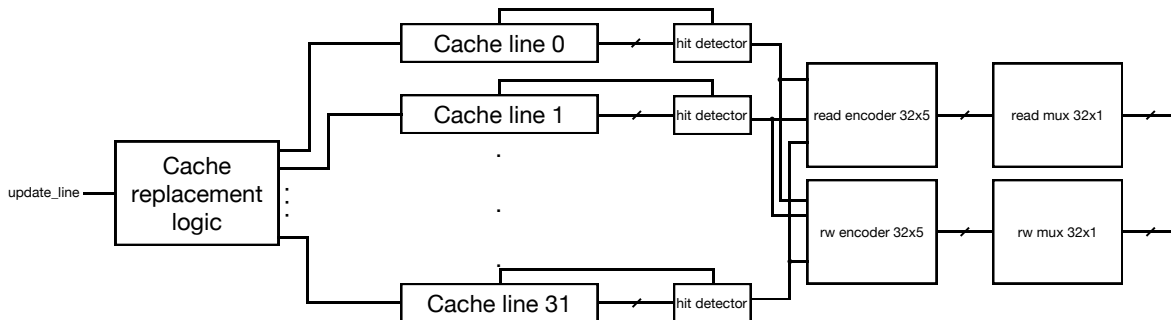 Cache line 0
hit detector
Cache line 1
hit detector
read encoder 32x5
read mux 32x1
update_line
Cache
replacement
logic
rw encoder 32x5
rw mux 32x1
Cache line 31
hit detector